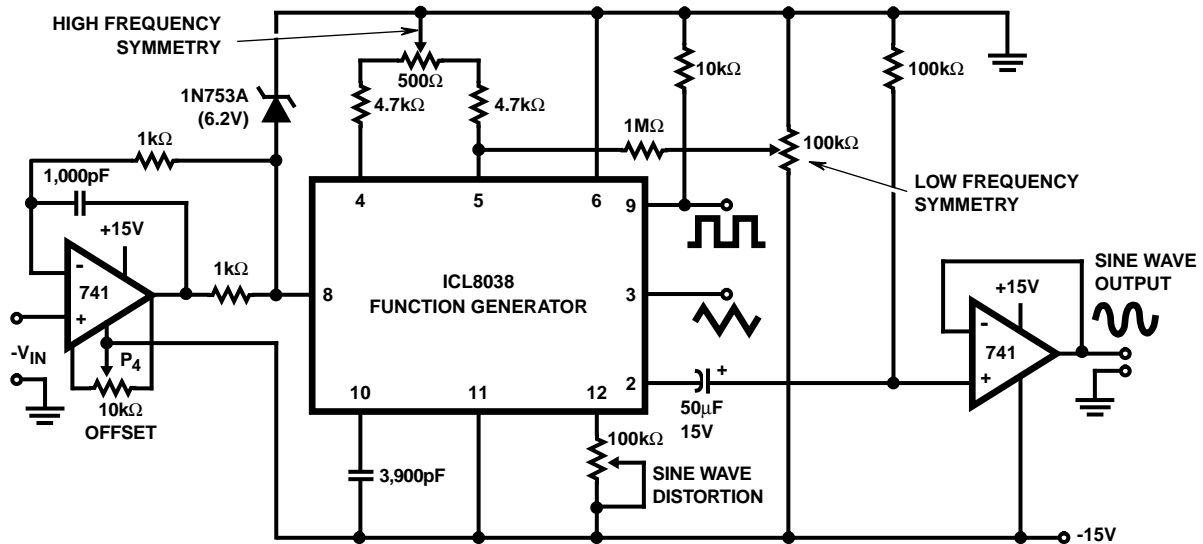 HIGH FREQUENCY
SYMMETRY
500Ω
1N753A
(6.2V)
4.7kΩ
4.7kΩ
10kΩ
100kΩ
1MΩ
100kΩ
LOW FREQUENCY
SYMMETRY
1kΩ
1,000pF
+15V
-
741
+
-VIN
P4
10kΩ
OFFSET
1kΩ
4
5
6
9
8
ICL8038
FUNCTION GENERATOR
3
2
10
11
12
50μF
15V
+
3,900pF
100kΩ
SINE WAVE
DISTORTION
+15V
-
741
+
SINE WAVE
OUTPUT
-15V